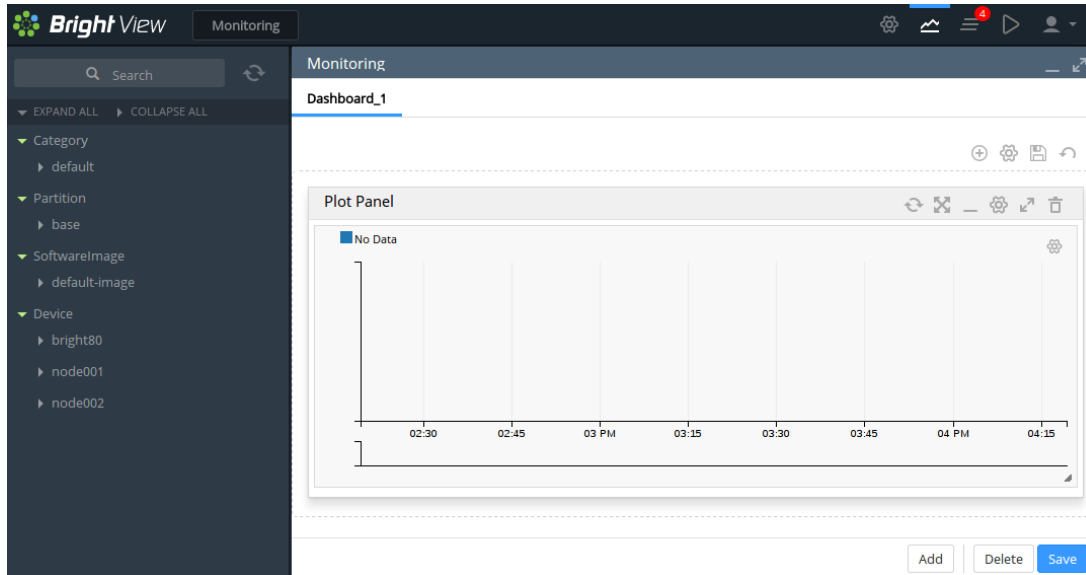 Bright View
Monitoring
4
Search
EXPAND ALL COLLAPSE ALL
Category
default
Partition
base
SoftwareImage
default-image
Device
bright80
node001
node002
Monitoring
Dashboard_1
Plot Panel
No Data
02:30 02:45 03 PM 03:15 03:30 03:45 04 PM 04:15
Add Delete Save